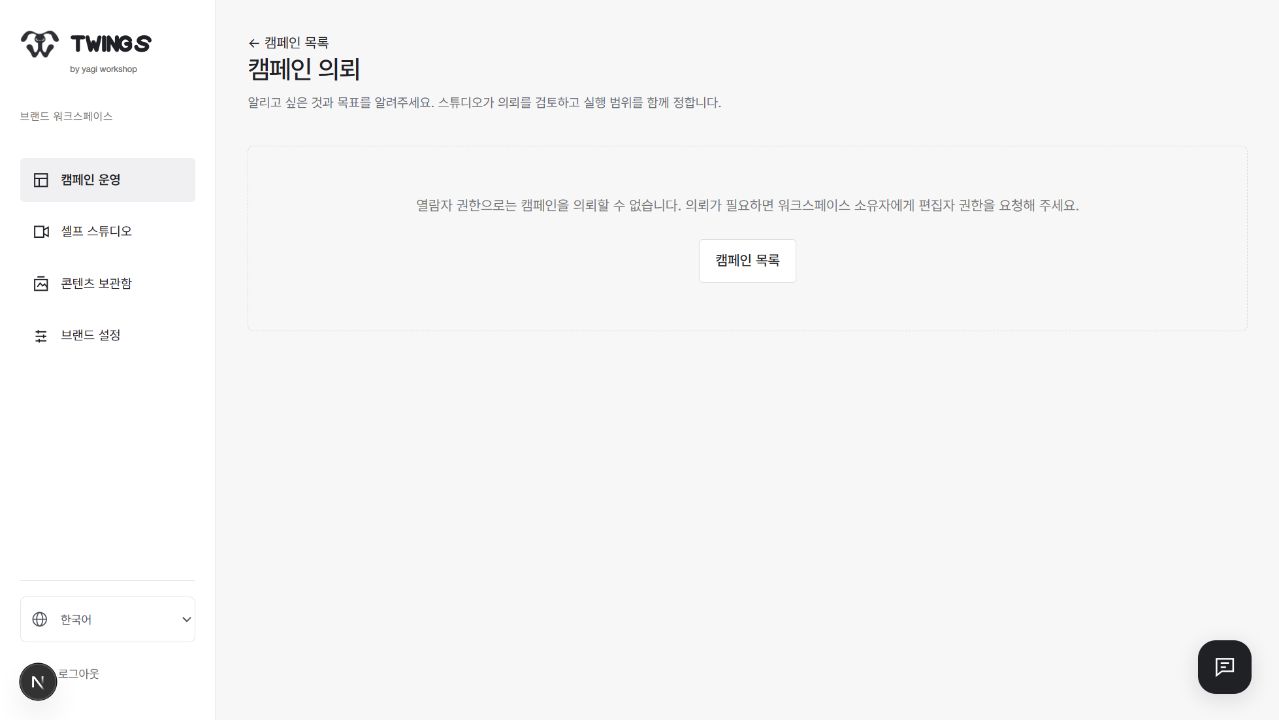 TWINGS
by yagi workshop
브랜드 워크스페이스
캠페인 운영
셀프 스튜디오
콘텐츠 보관함
브랜드 설정
한국어
N
로그아웃
← 캠페인 목록
캠페인 의뢰
알리고 싶은 것과 목표를 알려주세요. 스튜디오가 의뢰를 검토하고 실행 범위를 함께 정합니다.
열람자 권한으로는 캠페인을 의뢰할 수 없습니다. 의뢰가 필요하면 워크스페이스 소유자에게 편집자 권한을 요청해 주세요.
캠페인 목록